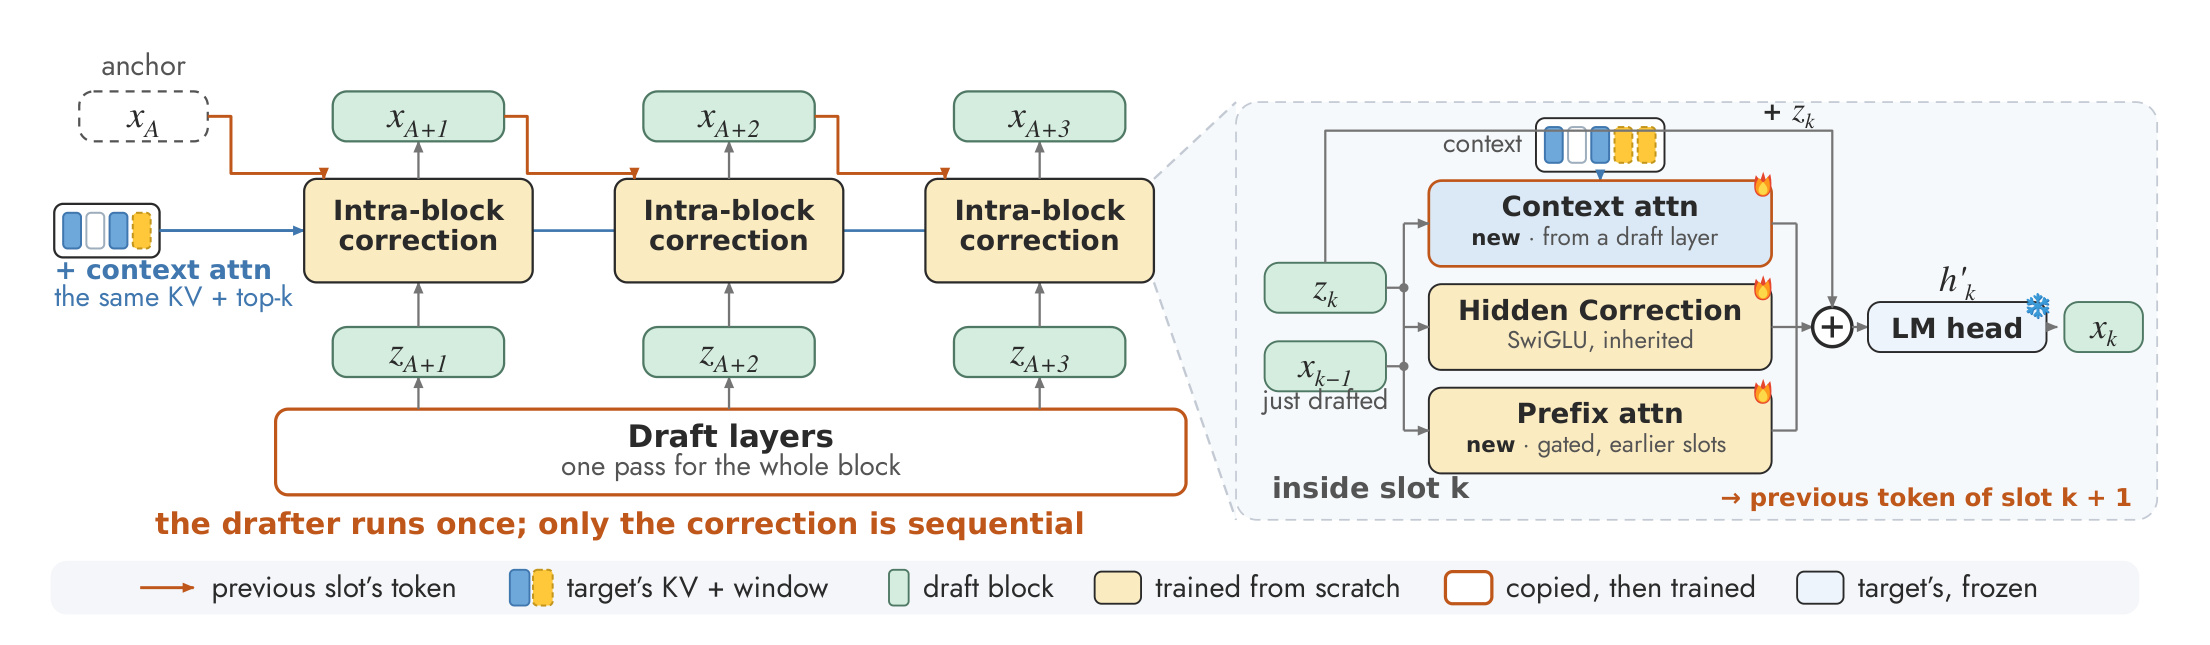 anchor
x_A
x_{A+1}
x_{A+2}
x_{A+3}
Intra-block
correction
Intra-block
correction
Intra-block
correction
+ context attn
the same KV + top-k
z_{A+1}
z_{A+2}
z_{A+3}
Draft layers
one pass for the whole block
the drafter runs once; only the correction is sequential
+ z_k
context
Context attn
new · from a draft layer
z_k
Hidden Correction
SwiGLU, inherited
x_{k−1}
just drafted
Prefix attn
new · gated, earlier slots
+
h′_k
LM head
x_k
inside slot k
→ previous token of slot k + 1
previous slot’s token
target’s KV + window
draft block
trained from scratch
copied, then trained
target’s, frozen